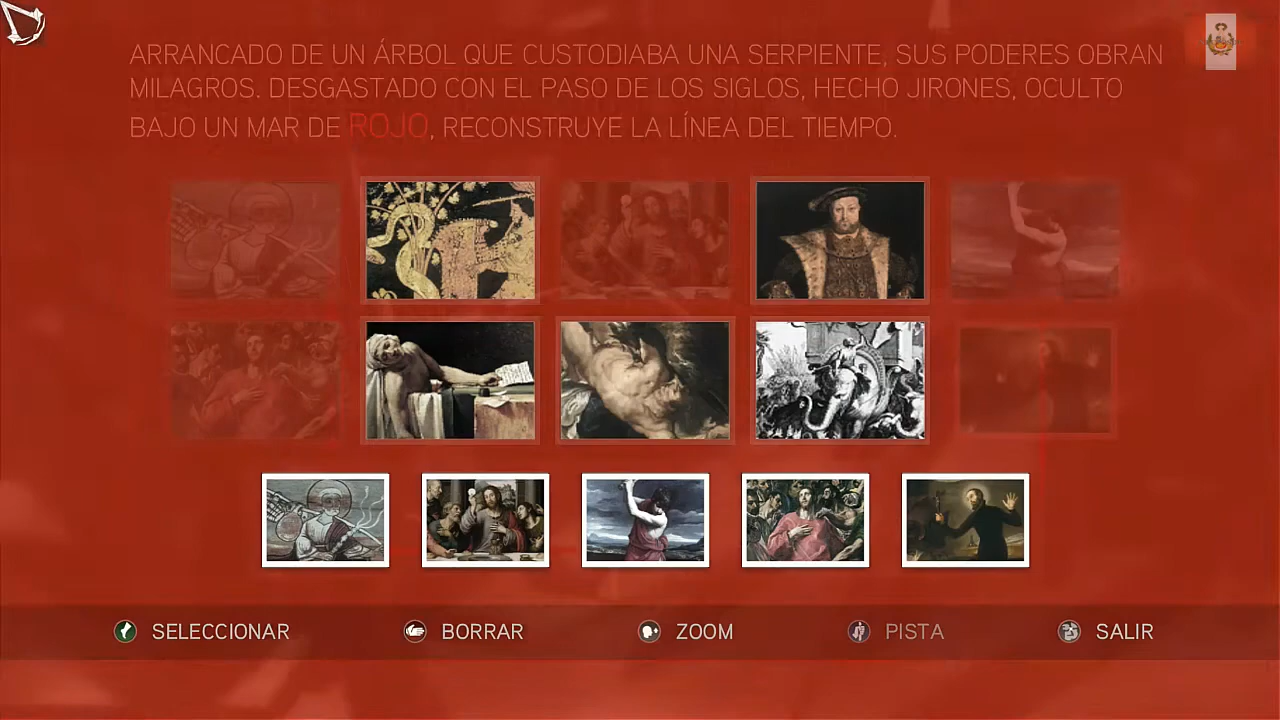 ARRANCADO DE UN ÁRBOL QUE CUSTODIABA UNA SERPIENTE, SUS PODERES OBRAN
MILAGROS. DESGASTADO CON EL PASO DE LOS SIGLOS, HECHO JIRONES, OCULTO
BAJO UN MAR DE ROJO, RECONSTRUYE LA LÍNEA DEL TIEMPO.
SELECCIONAR BORRAR ZOOM PISTA SALIR